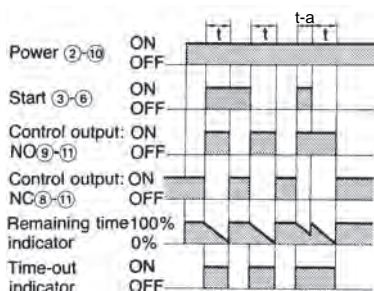 t t t-a t
Power ②-⑩ ON
OFF
Start ③-⑥ ON
OFF
Control output: ON
NO⑨-⑪ OFF
Control output: ON
NC⑧-⑪ OFF
Remaining time 100%
indicator 0%
Time-out ON
indicator OFF